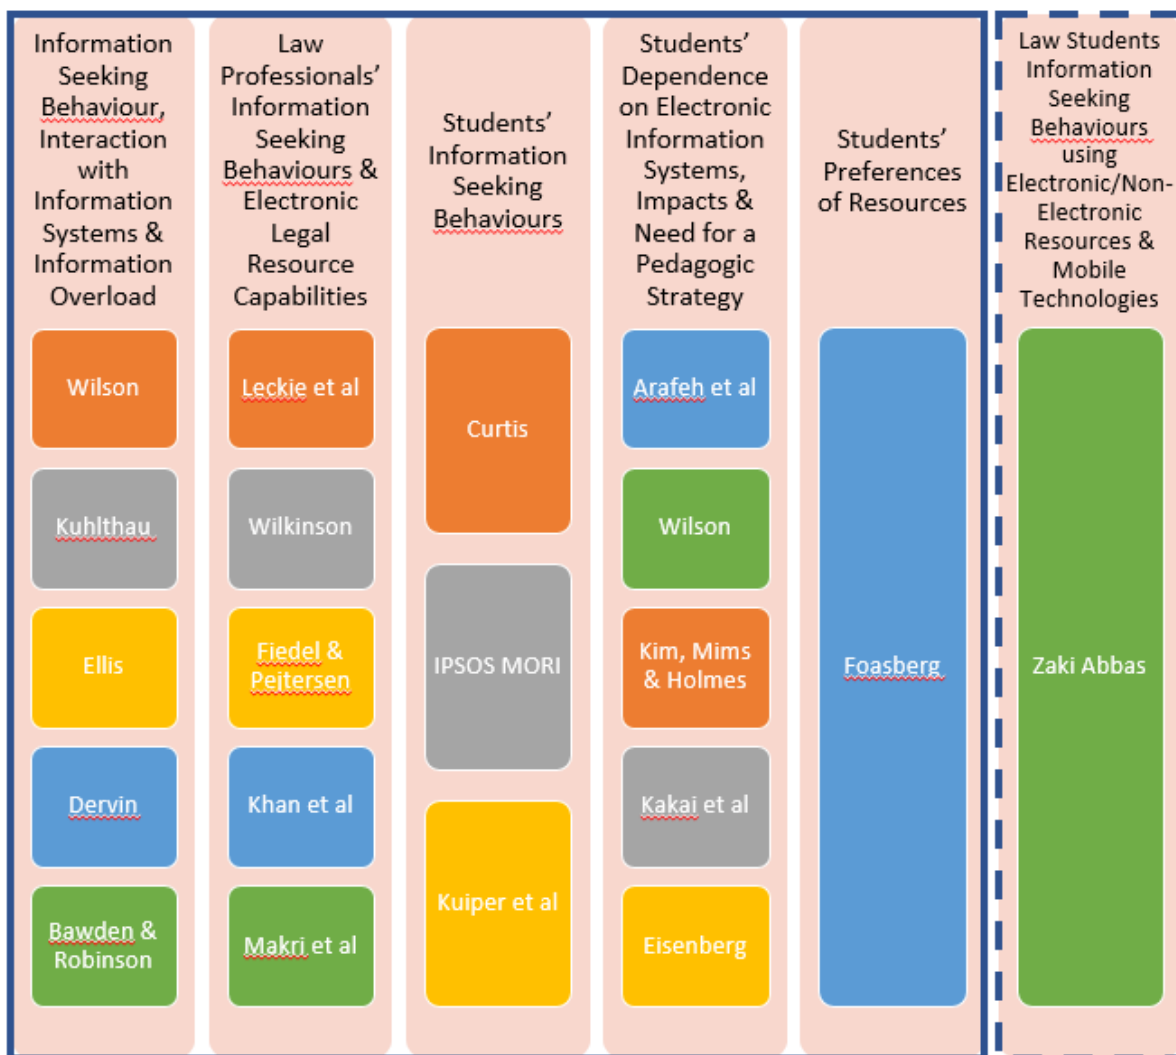 Information
Seeking
Behaviour,
Interaction
with
Information
Systems &
Information
Overload
Wilson
Kuhlthau
Ellis
Dervin
Bawden &
Robinson
Law
Professionals’
Information
Seeking
Behaviours &
Electronic
Legal
Resource
Capabilities
Leckie et al
Wilkinson
Fiedel &
Pejtersen
Khan et al
Makri et al
Students’
Information
Seeking
Behaviours
Curtis
IPSOS MORI
Kuiper et al
Students’
Dependence
on Electronic
Information
Systems,
Impacts &
Need for a
Pedagogic
Strategy
Arafeh et al
Wilson
Kim, Mims
& Holmes
Kakai et al
Eisenberg
Students’
Preferences
of Resources
Foasberg
Law Students
Information
Seeking
Behaviours
using
Electronic/Non-
Electronic
Resources &
Mobile
Technologies
Zaki Abbas